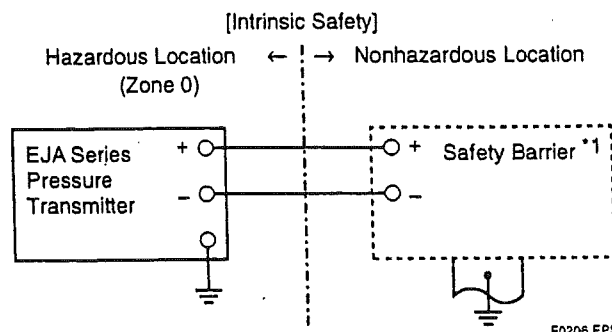 [Intrinsic Safety]
Hazardous Location ← → Nonhazardous Location
(Zone 0)
EJA Series
Pressure
Transmitter
+
−
+
−
Safety Barrier *1